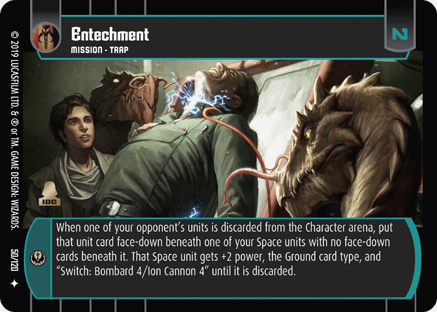 Entechment
MISSION - TRAP
N
© 2019 LUCASFILM LTD. & ® or TM. GAME DESIGN, WIZARDS.
IDC
50/120
When one of your opponent's units is discarded from the Character arena, put
that unit card face-down beneath one of your Space units with no face-down
cards beneath it. That Space unit gets +2 power, the Ground card type, and
"Switch: Bombard 4/Ion Cannon 4" until it is discarded.